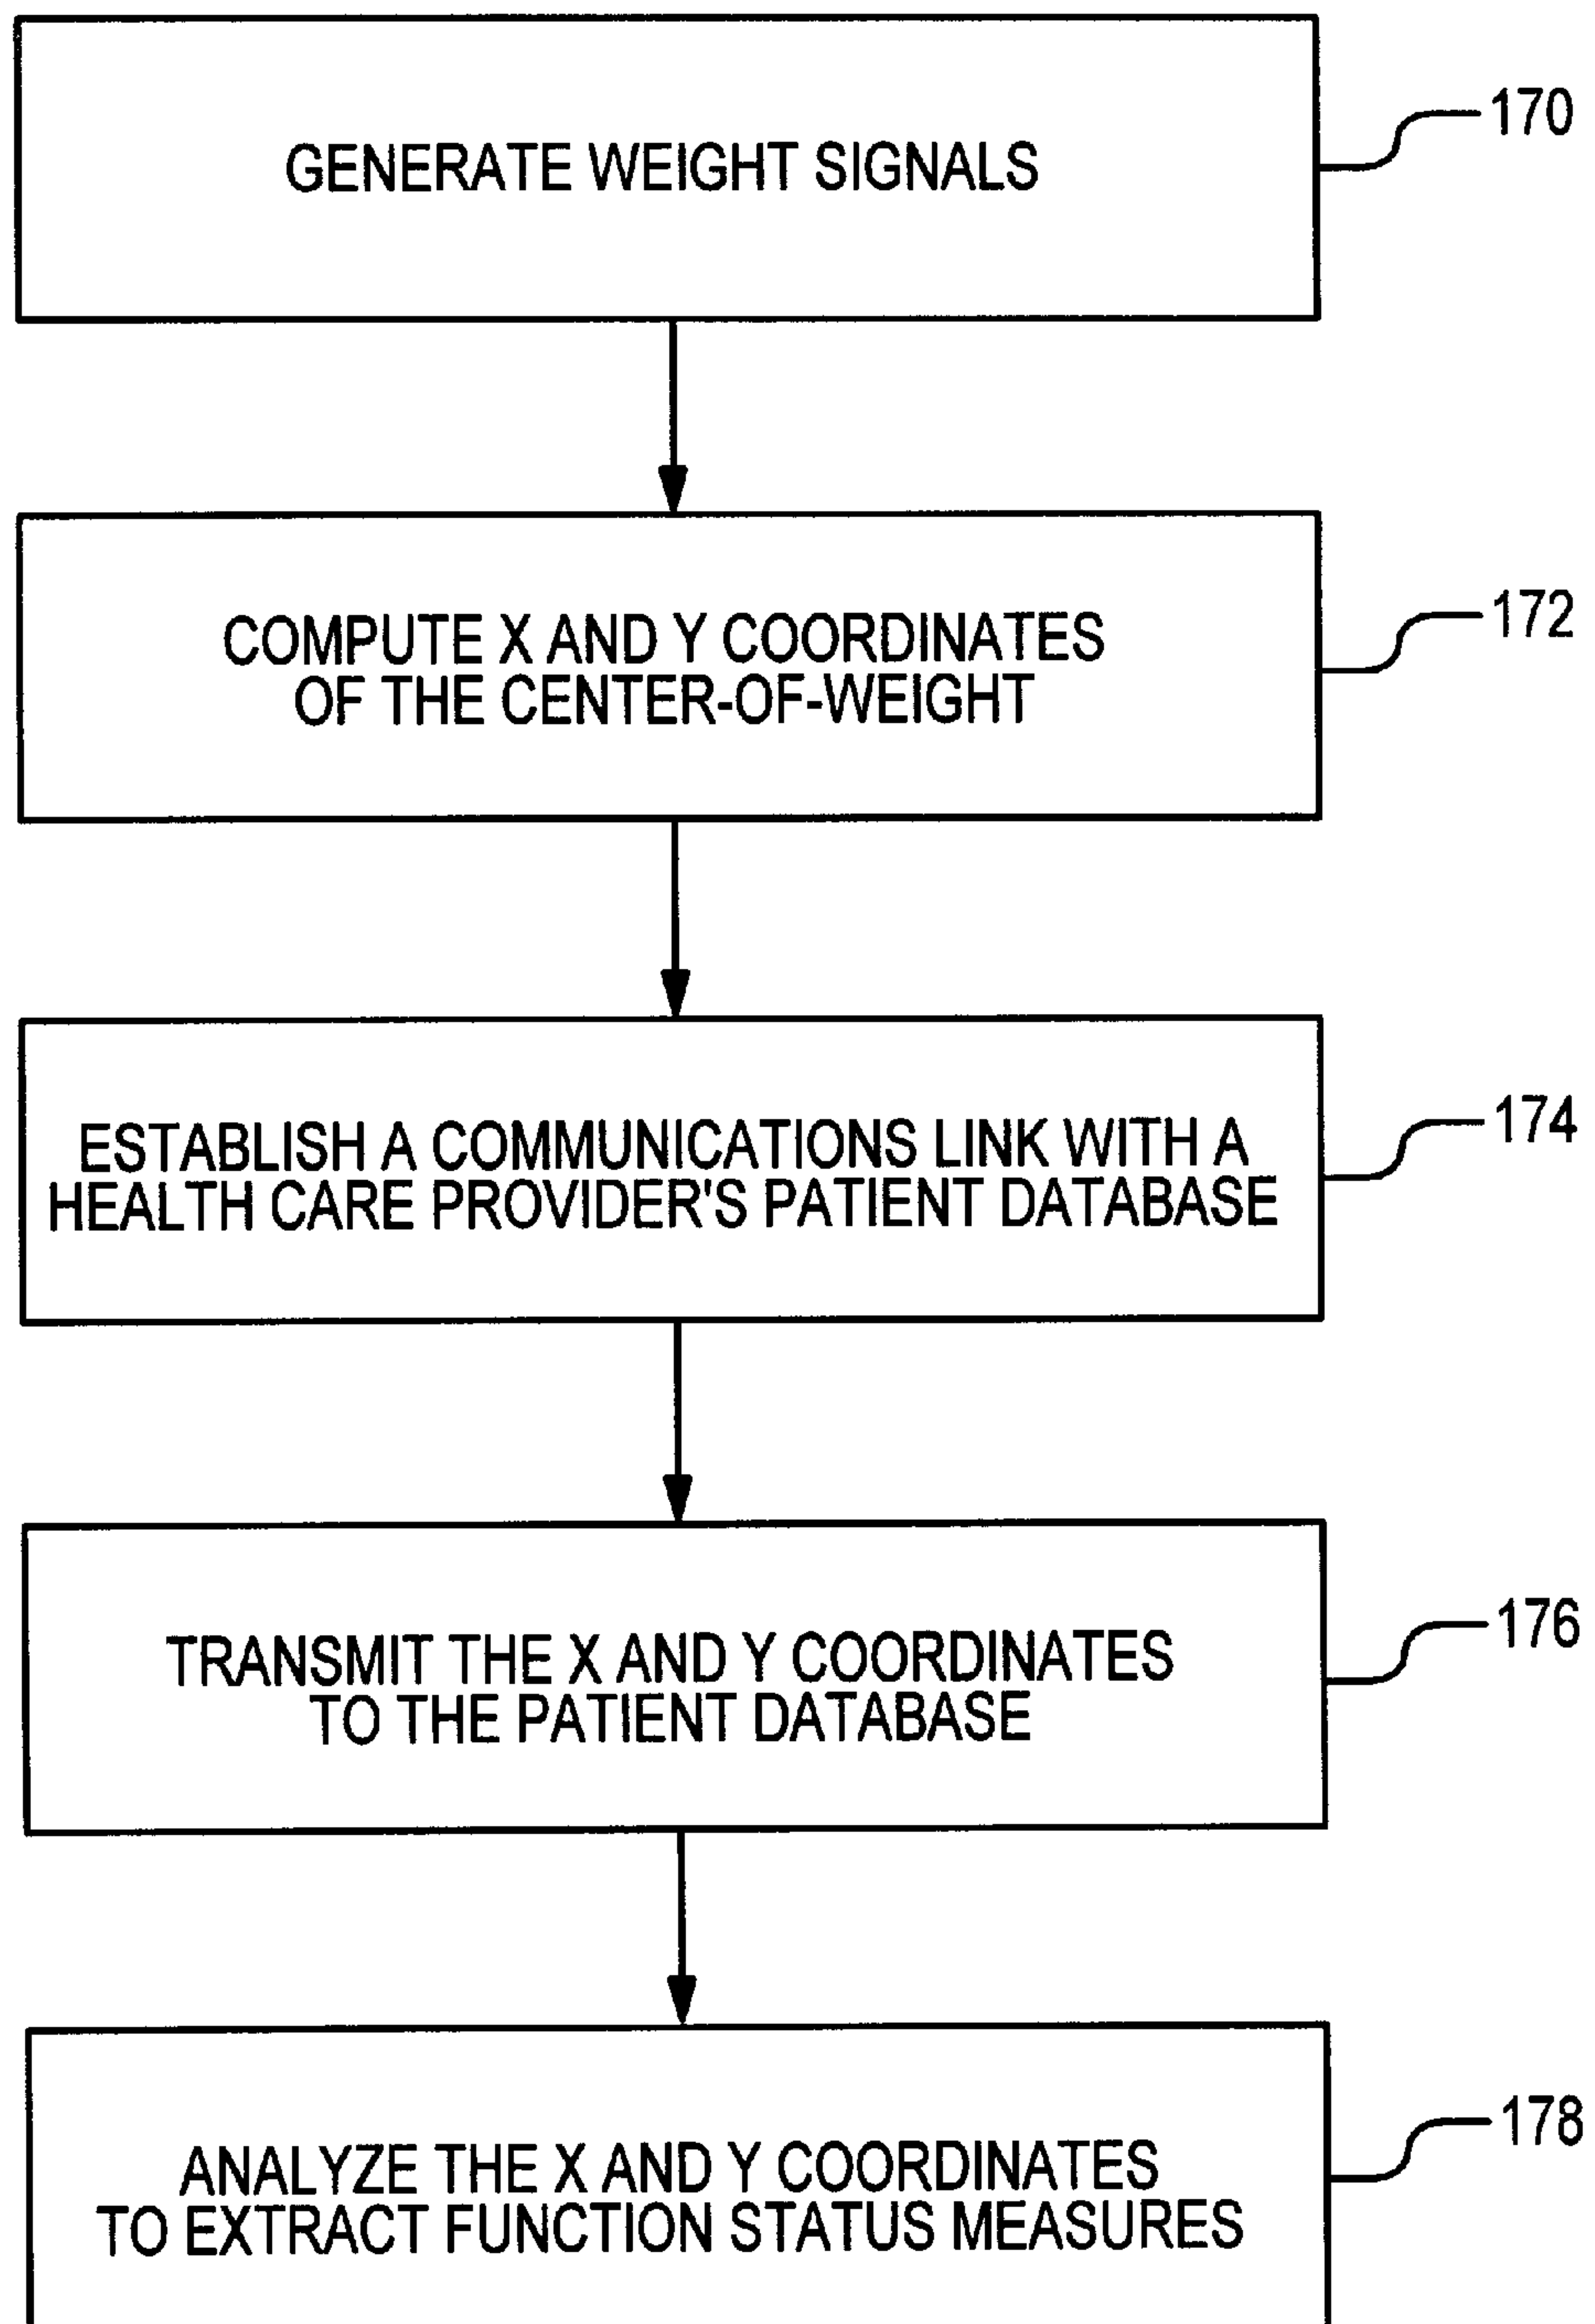 GENERATE WEIGHT SIGNALS
170
COMPUTE X AND Y COORDINATES
OF THE CENTER-OF-WEIGHT
172
ESTABLISH A COMMUNICATIONS LINK WITH A
HEALTH CARE PROVIDER'S PATIENT DATABASE
174
TRANSMIT THE X AND Y COORDINATES
TO THE PATIENT DATABASE
176
ANALYZE THE X AND Y COORDINATES
TO EXTRACT FUNCTION STATUS MEASURES
178